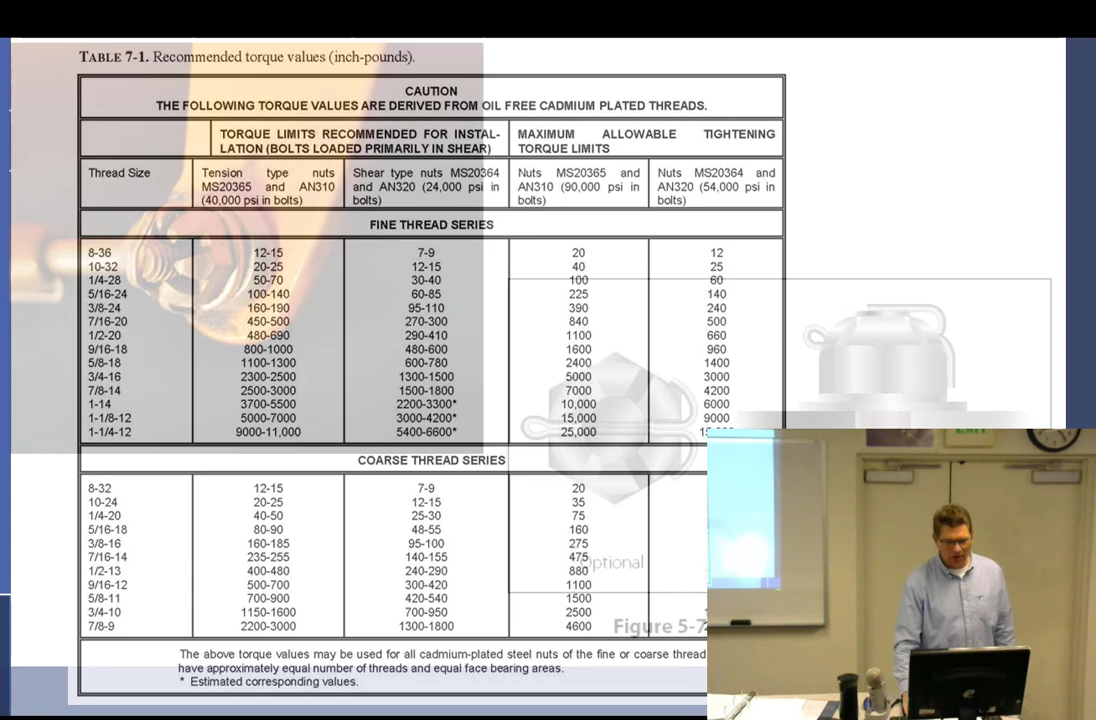 TABLE 7-1. Recommended torque values (inch-pounds).
CAUTION
THE FOLLOWING TORQUE VALUES ARE DERIVED FROM OIL FREE CADMIUM PLATED THREADS.
TORQUE LIMITS RECOMMENDED FOR INSTAL-
LATION (BOLTS LOADED PRIMARILY IN SHEAR)
MAXIMUM ALLOWABLE TIGHTENING
TORQUE LIMITS
Thread Size
Tension type nuts
MS20365 and AN310
(40,000 psi in bolts)
Shear type nuts MS20364
and AN320 (24,000 psi in
bolts)
Nuts MS20365 and
AN310 (90,000 psi in
bolts)
Nuts MS20364 and
AN320 (54,000 psi in
bolts)
FINE THREAD SERIES
8-36 12-15 7-9 20 12
10-32 20-25 12-15 40 25
1/4-28 50-70 30-40 100 60
5/16-24 100-140 60-85 225 140
3/8-24 160-190 95-110 390 240
7/16-20 450-500 270-300 840 500
1/2-20 480-690 290-410 1100 660
9/16-18 800-1000 480-600 1600 960
5/8-18 1100-1300 600-780 2400 1400
3/4-16 2300-2500 1300-1500 5000 3000
7/8-14 2500-3000 1500-1800 7000 4200
1-14 3700-5500 2200-3300* 10,000 6000
1-1/8-12 5000-7000 3000-4200* 15,000 9000
1-1/4-12 9000-11,000 5400-6600* 25,000
COARSE THREAD SERIES
8-32 12-15 7-9 20
10-24 20-25 12-15 35
1/4-20 40-50 25-30 75
5/16-18 80-90 48-55 160
3/8-16 160-185 95-100 275
7/16-14 235-255 140-155 475
1/2-13 400-480 240-290 880
Optional
9/16-12 500-700 300-420 1100
5/8-11 700-900 420-540 1500
3/4-10 1150-1600 700-950 2500
7/8-9 2200-3000 1300-1800 4600
Figure 5-7
The above torque values may be used for all cadmium-plated steel nuts of the fine or coarse thread
have approximately equal number of threads and equal face bearing areas.
* Estimated corresponding values.
EXIT